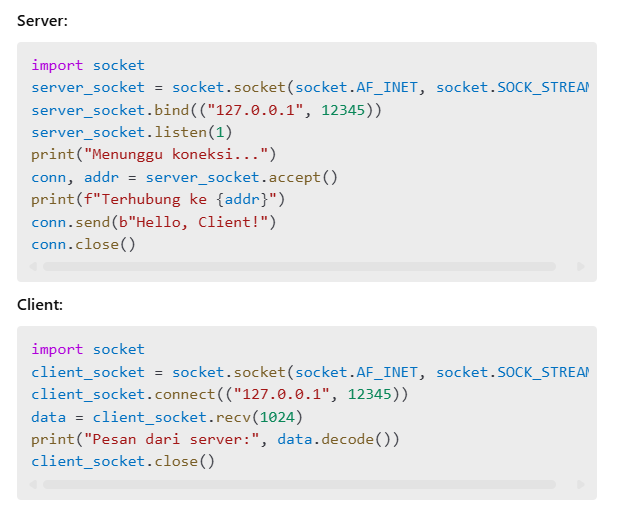 Server:
import socket
server_socket = socket.socket(socket.AF_INET, socket.SOCK_STREAM
server_socket.bind(("127.0.0.1", 12345))
server_socket.listen(1)
print("Menunggu koneksi...")
conn, addr = server_socket.accept()
print(f"Terhubung ke {addr}")
conn.send(b"Hello, Client!")
conn.close()
Client:
import socket
client_socket = socket.socket(socket.AF_INET, socket.SOCK_STREAM
client_socket.connect(("127.0.0.1", 12345))
data = client_socket.recv(1024)
print("Pesan dari server:", data.decode())
client_socket.close()